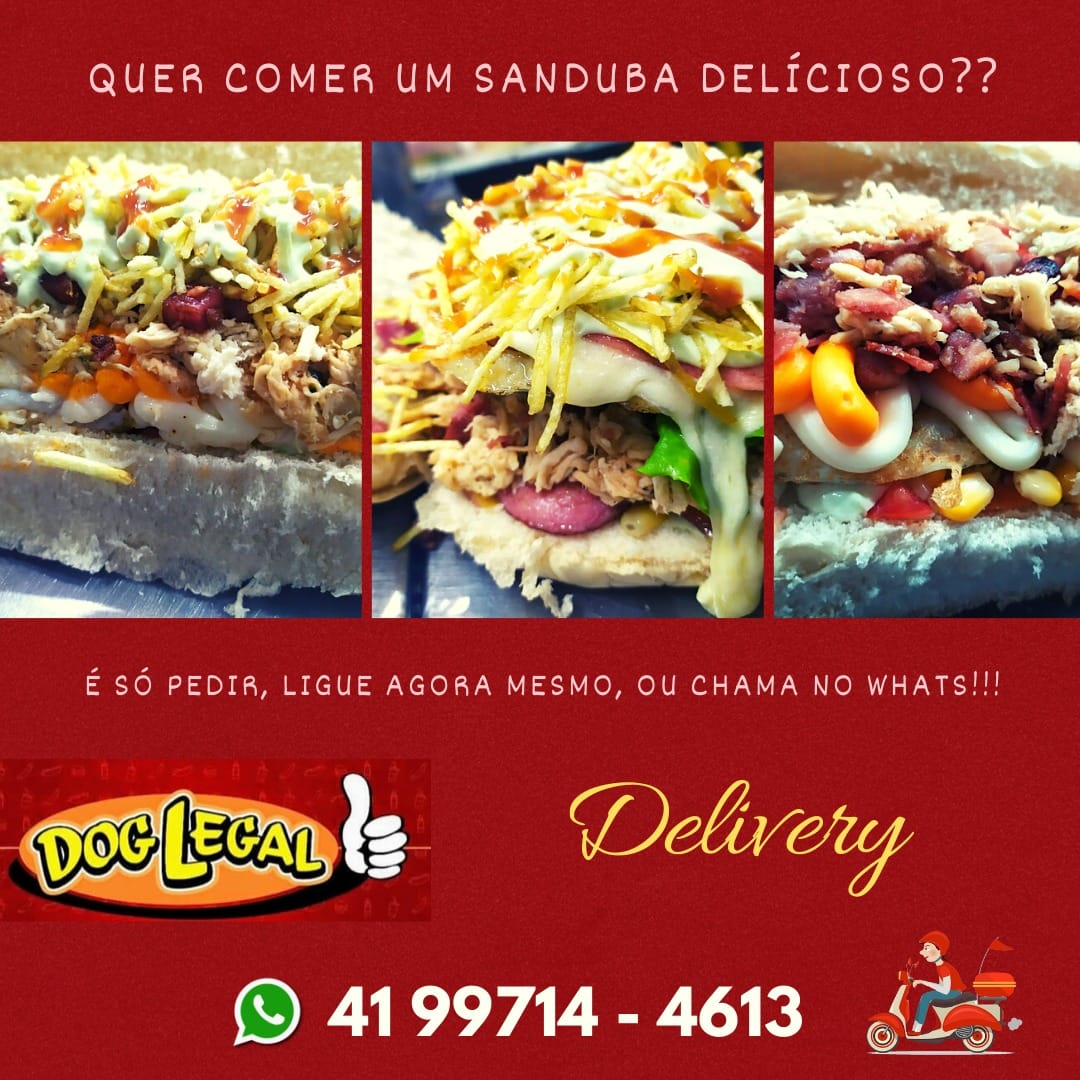 QUER COMER UM SANDUBA DELÍCIOSO??
É SÓ PEDIR, LIGUE AGORA MESMO, OU CHAMA NO WHATS!!!
DOG LEGAL
Delivery
41 99714 - 4613